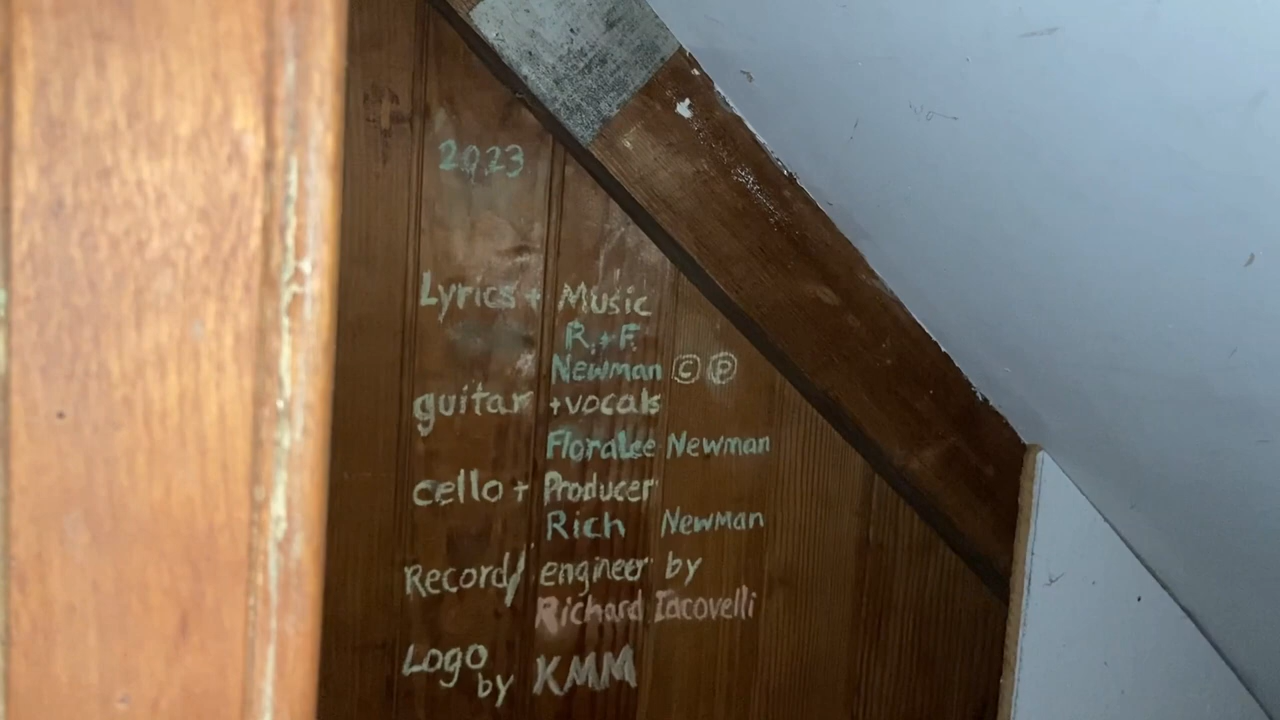 2023
Lyrics + Music
R.+F.
Newman © ℗
guitar + vocals
FloraLee Newman
cello + Producer
Rich Newman
Record/ engineer by
Richard Iacovelli
Logo by KMM